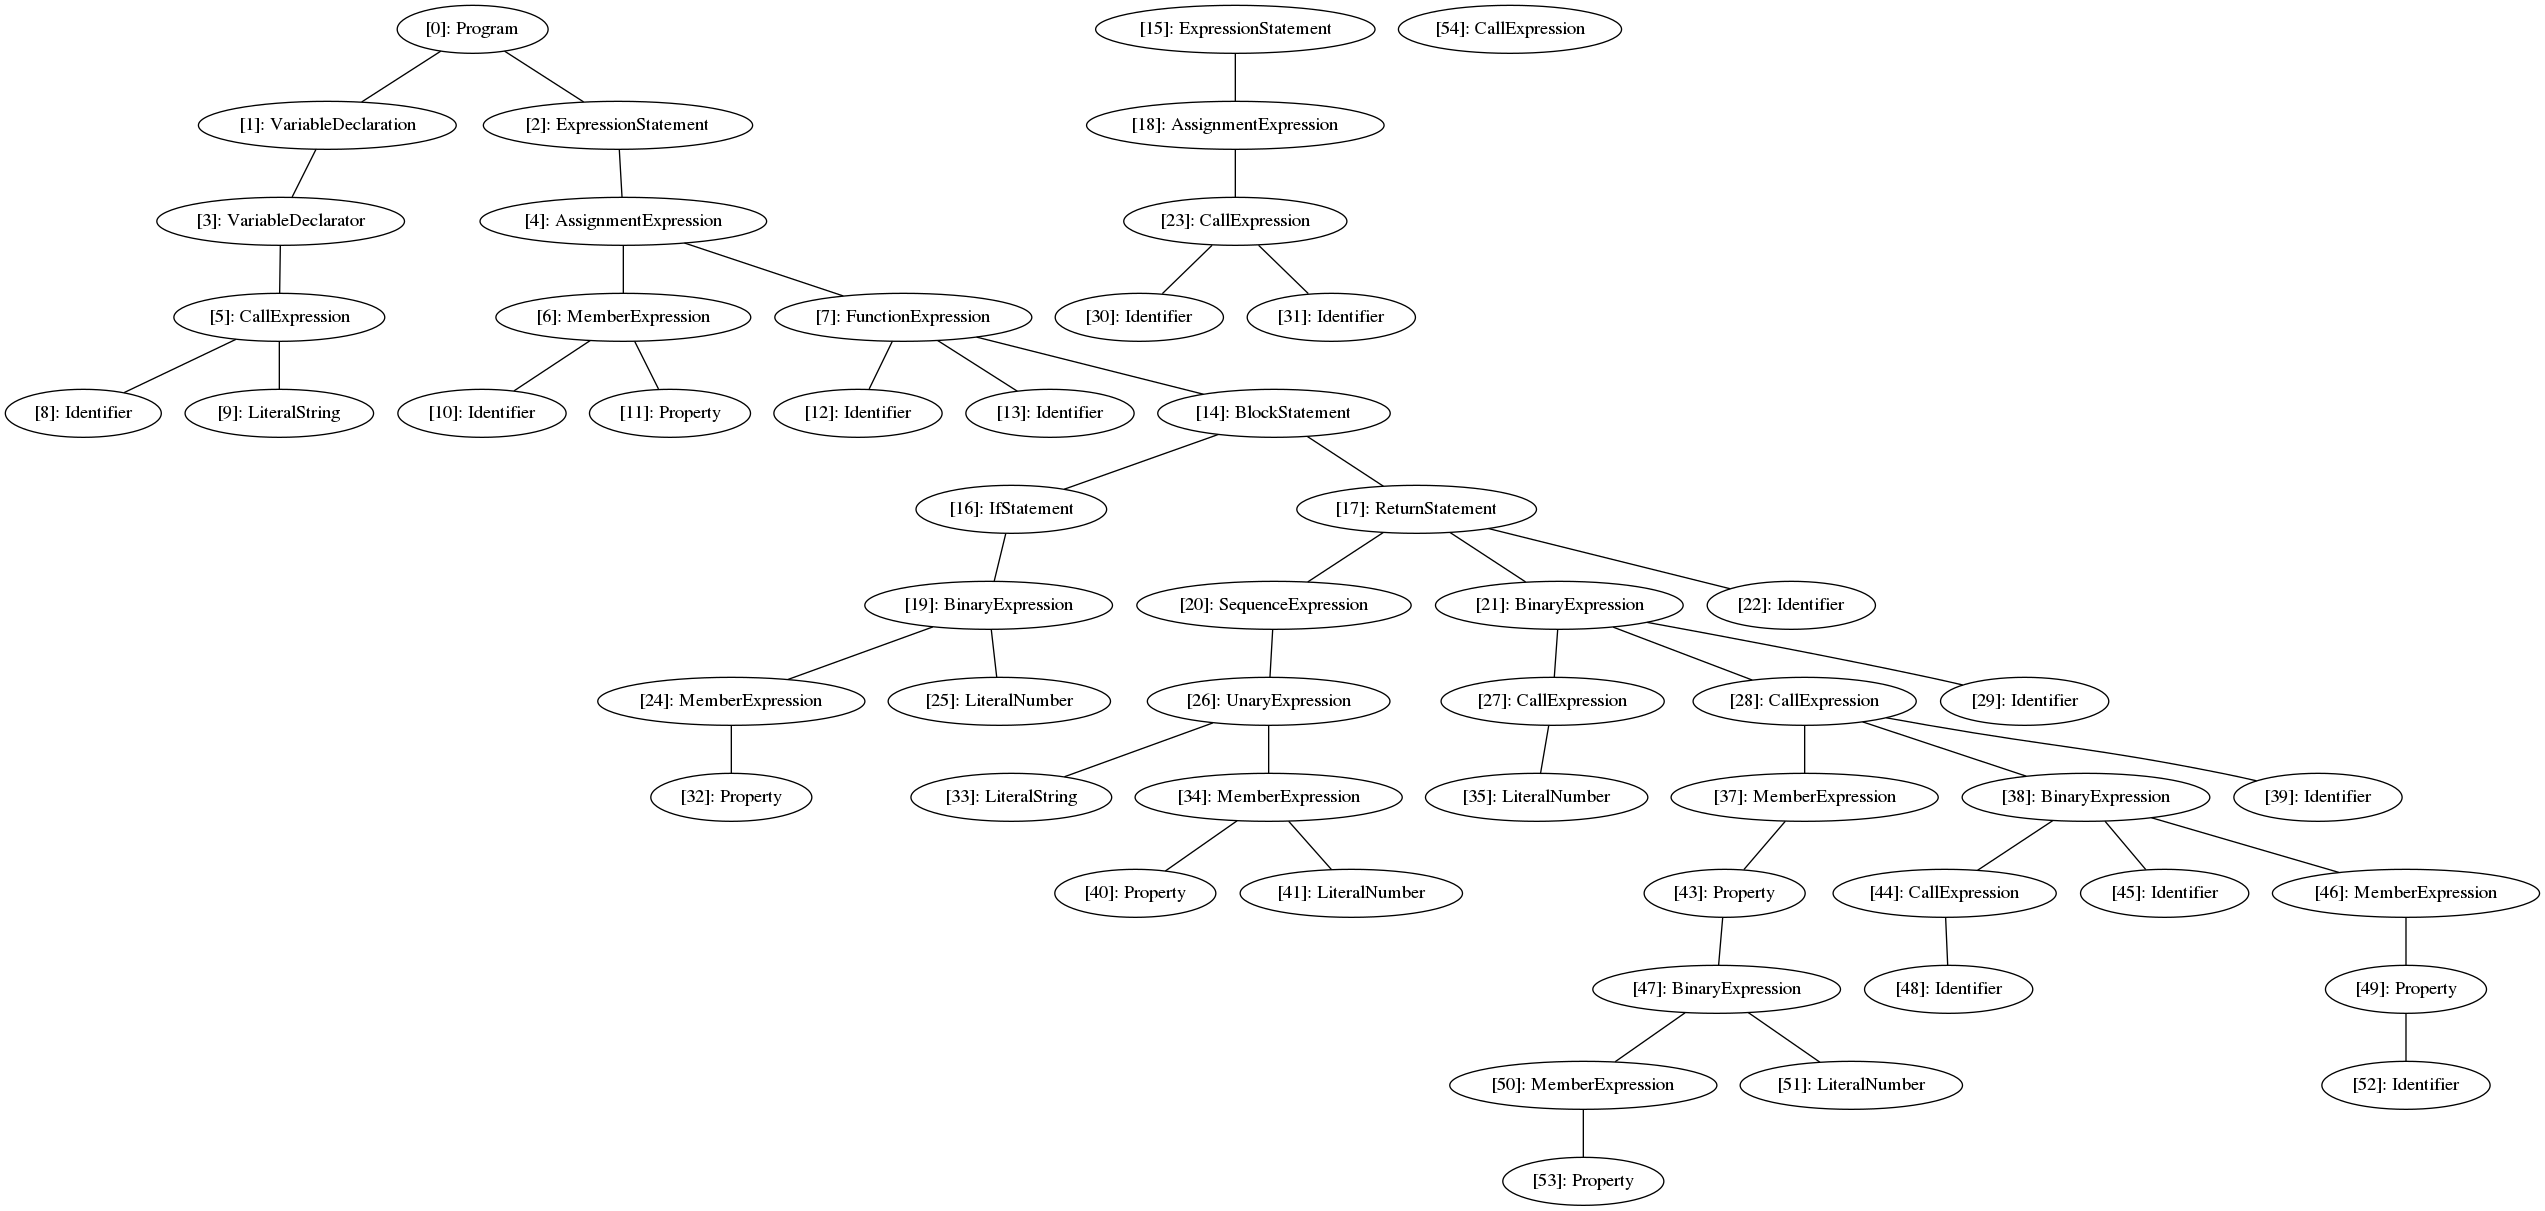 [0]: Program
[15]: ExpressionStatement
[54]: CallExpression
[1]: VariableDeclaration
[2]: ExpressionStatement
[18]: AssignmentExpression
[3]: VariableDeclarator
[4]: AssignmentExpression
[23]: CallExpression
[5]: CallExpression
[6]: MemberExpression
[7]: FunctionExpression
[30]: Identifier
[31]: Identifier
[8]: Identifier
[9]: LiteralString
[10]: Identifier
[11]: Property
[12]: Identifier
[13]: Identifier
[14]: BlockStatement
[16]: IfStatement
[17]: ReturnStatement
[19]: BinaryExpression
[20]: SequenceExpression
[21]: BinaryExpression
[22]: Identifier
[24]: MemberExpression
[25]: LiteralNumber
[26]: UnaryExpression
[27]: CallExpression
[28]: CallExpression
[29]: Identifier
[32]: Property
[33]: LiteralString
[34]: MemberExpression
[35]: LiteralNumber
[37]: MemberExpression
[38]: BinaryExpression
[39]: Identifier
[40]: Property
[41]: LiteralNumber
[43]: Property
[44]: CallExpression
[45]: Identifier
[46]: MemberExpression
[47]: BinaryExpression
[48]: Identifier
[49]: Property
[50]: MemberExpression
[51]: LiteralNumber
[52]: Identifier
[53]: Property